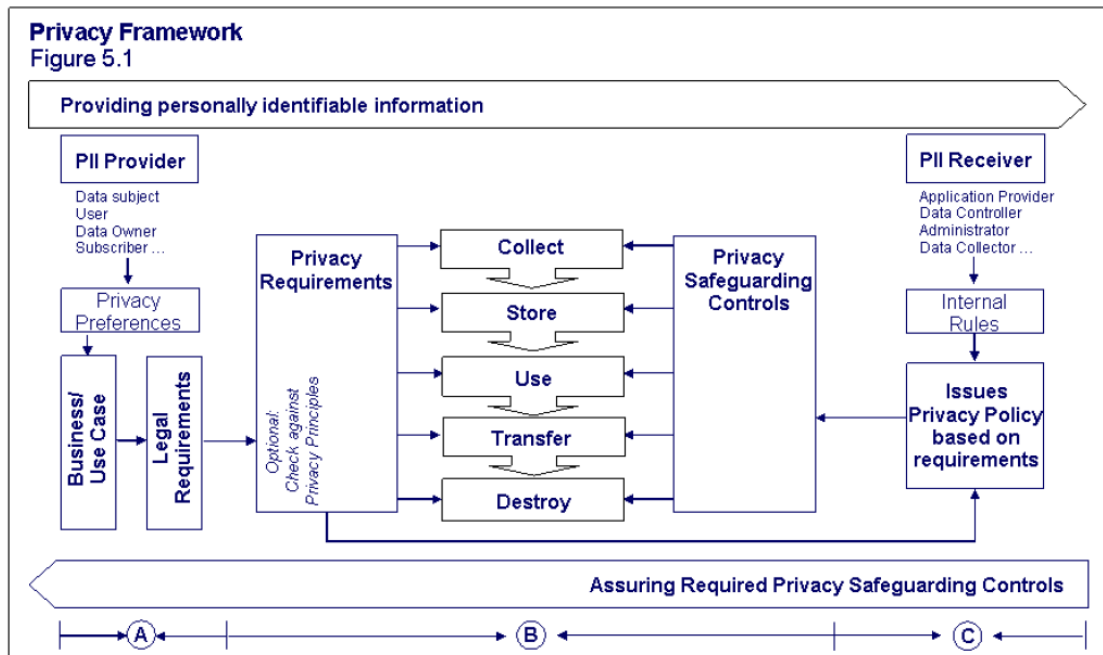 Privacy Framework
Figure 5.1
Providing personally identifiable information
PII Provider
Data subject
User
Data Owner
Subscriber ...
Privacy
Preferences
Business/
Use Case
Legal
Requirements
Privacy
Requirements
Optional:
Check against
Privacy Principles
Collect
Store
Use
Transfer
Destroy
Privacy
Safeguarding
Controls
PII Receiver
Application Provider
Data Controller
Administrator
Data Collector ...
Internal
Rules
Issues
Privacy Policy
based on
requirements
Assuring Required Privacy Safeguarding Controls
A
B
C